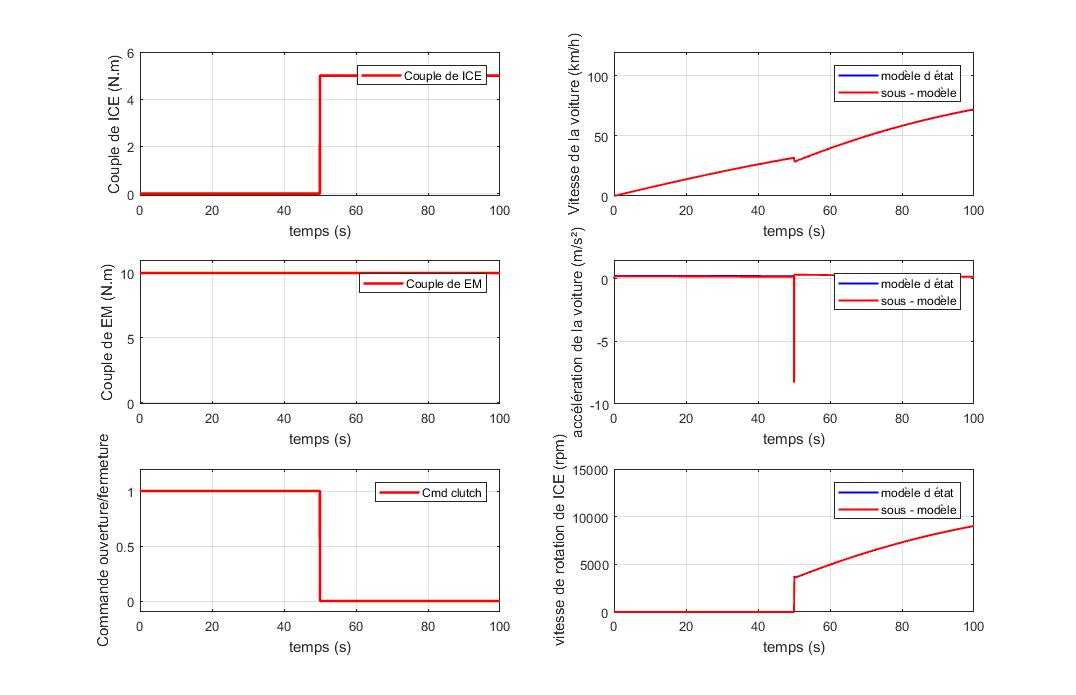 Couple de ICE (N.m)
6
4
2
0
Couple de ICE
0 20 40 60 80 100
temps (s)
Vitesse de la voiture (km/h)
100
50
0
modèle d état
sous - modèle
0 20 40 60 80 100
temps (s)
Couple de EM (N.m)
10
5
0
Couple de EM
0 20 40 60 80 100
temps (s)
accélération de la voiture (m/s²)
0
-5
-10
modèle d état
sous - modèle
0 20 40 60 80 100
temps (s)
Commande ouverture/fermeture
1
0.5
0
Cmd clutch
0 20 40 60 80 100
temps (s)
vitesse de rotation de ICE (rpm)
15000
10000
5000
0
modèle d état
sous - modèle
0 20 40 60 80 100
temps (s)